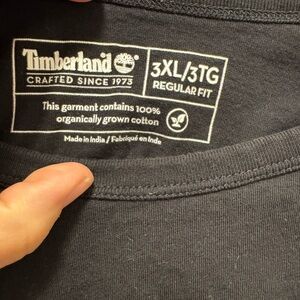 Timberland
CRAFTED SINCE 1973
3XL/3TG
REGULAR FIT
This garment contains 100%
organically grown cotton
Made in India / Fabriqué en Inde